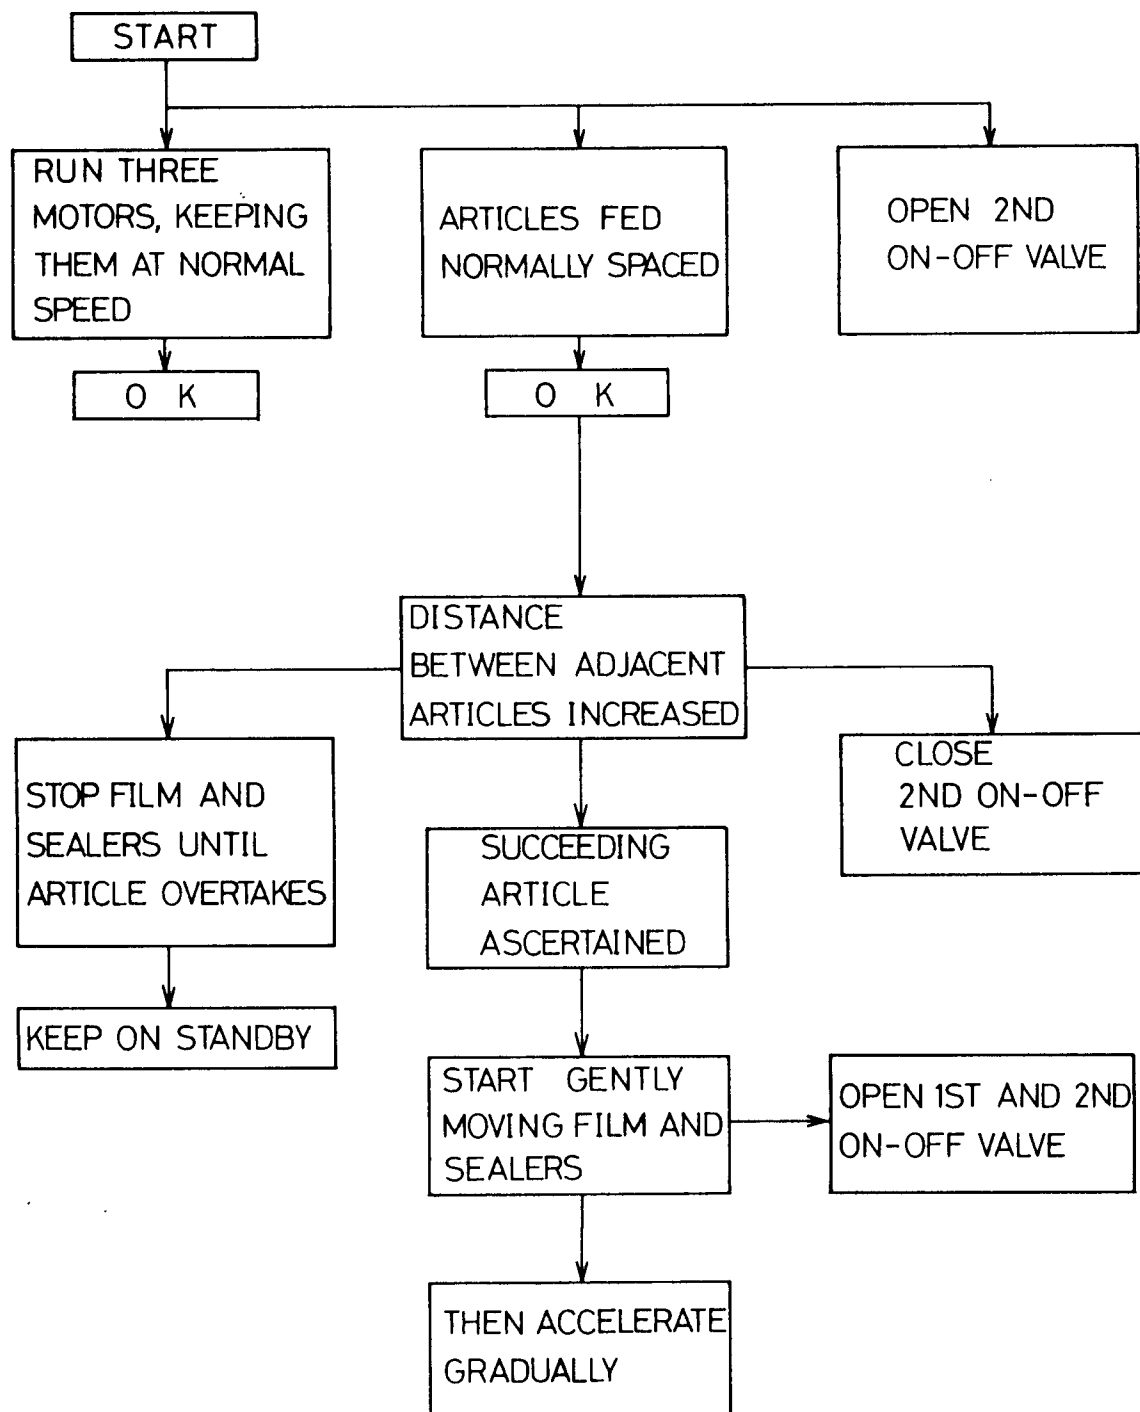 START
RUN THREE
MOTORS, KEEPING
THEM AT NORMAL
SPEED
ARTICLES FED
NORMALLY SPACED
OPEN 2ND
ON-OFF VALVE
O K
O K
DISTANCE
BETWEEN ADJACENT
ARTICLES INCREASED
STOP FILM AND
SEALERS UNTIL
ARTICLE OVERTAKES
SUCCEEDING
ARTICLE
ASCERTAINED
CLOSE
2ND ON-OFF
VALVE
KEEP ON STANDBY
START GENTLY
MOVING FILM AND
SEALERS
OPEN 1ST AND 2ND
ON-OFF VALVE
THEN ACCELERATE
GRADUALLY